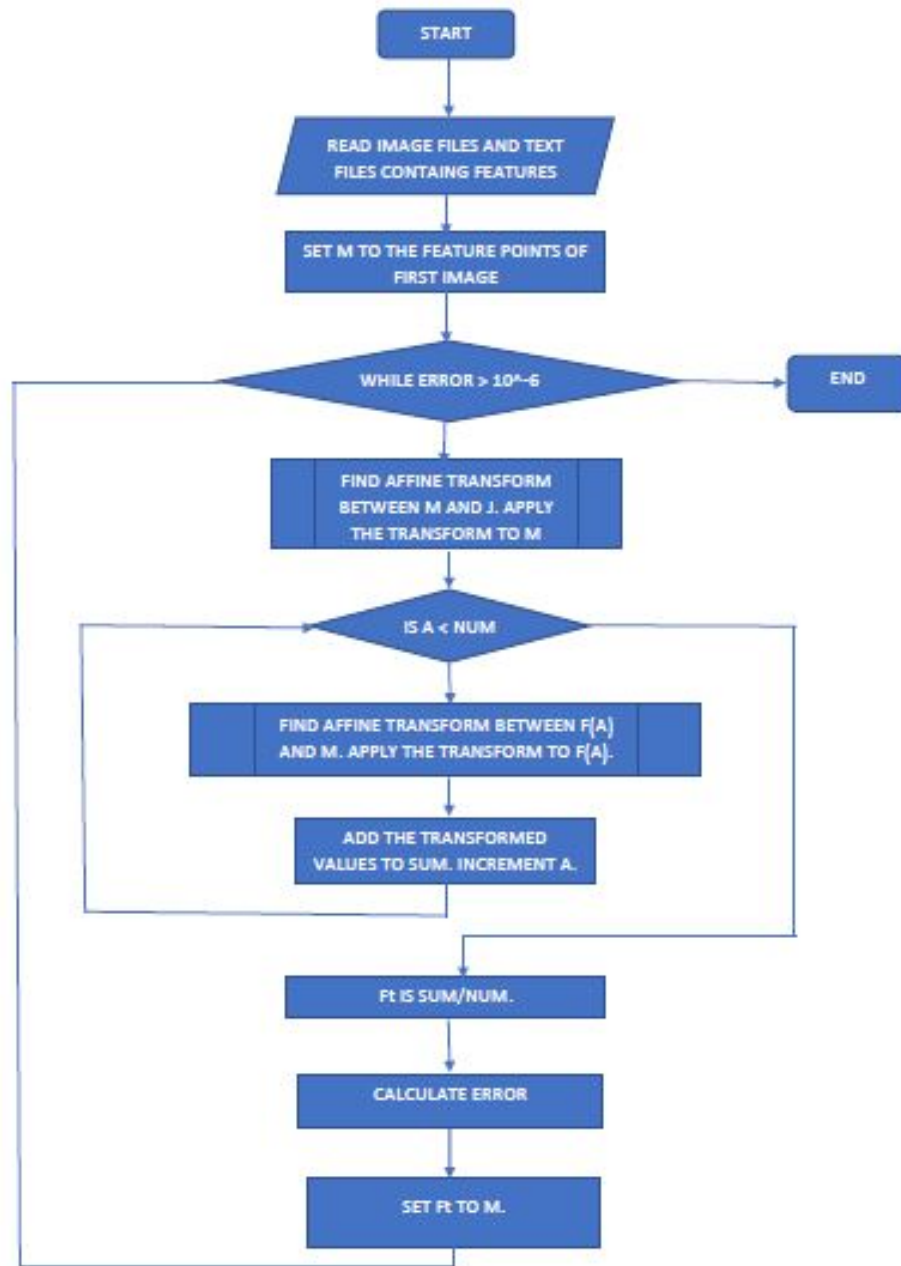 START
READ IMAGE FILES AND TEXT
FILES CONTAING FEATURES
SET M TO THE FEATURE POINTS OF
FIRST IMAGE
WHILE ERROR > 10^-6
END
FIND AFFINE TRANSFORM
BETWEEN M AND J. APPLY
THE TRANSFORM TO M
IS A < NUM
FIND AFFINE TRANSFORM BETWEEN F(A)
AND M. APPLY THE TRANSFORM TO F(A).
ADD THE TRANSFORMED
VALUES TO SUM. INCREMENT A.
Ft IS SUM/NUM.
CALCULATE ERROR
SET Ft TO M.